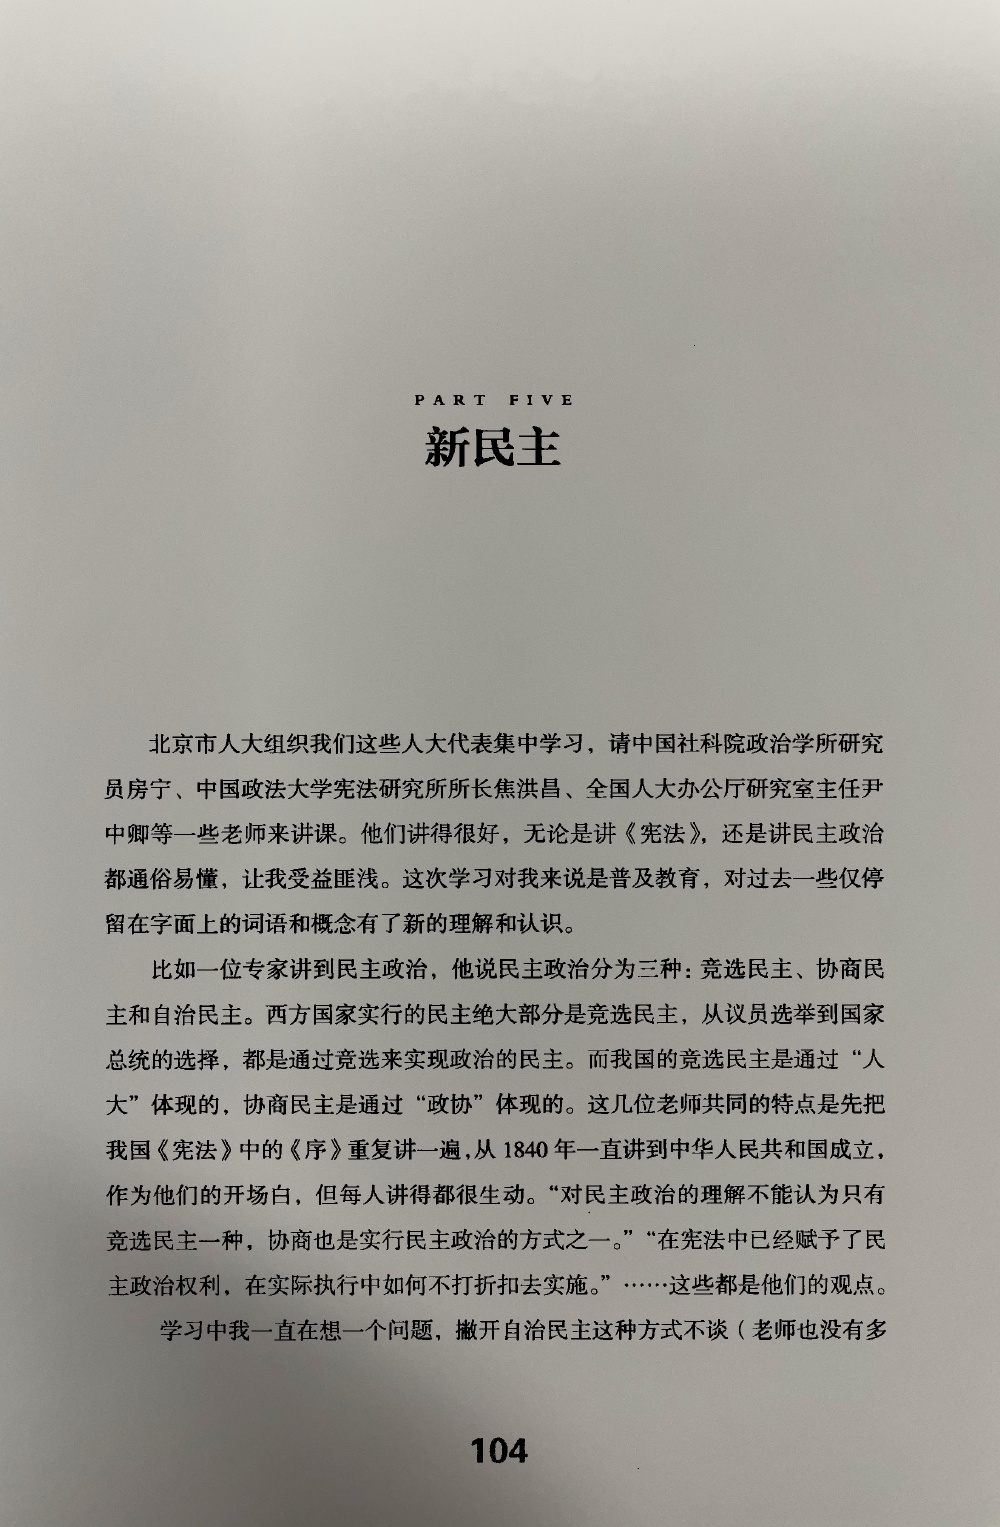 PART FIVE
新民主
北京市人大组织我们这些人大代表集中学习，请中国社科院政治学所研究
员房宁、中国政法大学宪法研究所所长焦洪昌、全国人大办公厅研究室主任尹
中卿等一些老师来讲课。他们讲得很好，无论是讲《宪法》，还是讲民主政治
都通俗易懂，让我受益匪浅。这次学习对我来说是普及教育，对过去一些仅停
留在字面上的词语和概念有了新的理解和认识。
比如一位专家讲到民主政治，他说民主政治分为三种：竞选民主、协商民
主和自治民主。西方国家实行的民主绝大部分是竞选民主，从议员选举到国家
总统的选择，都是通过竞选来实现政治的民主。而我国的竞选民主是通过“人
大”体现的，协商民主是通过“政协”体现的。这几位老师共同的特点是先把
我国《宪法》中的《序》重复讲一遍，从 1840 年一直讲到中华人民共和国成立，
作为他们的开场白，但每人讲得都很生动。“对民主政治的理解不能认为只有
竞选民主一种，协商也是实行民主政治的方式之一。”“在宪法中已经赋予了民
主政治权利，在实际执行中如何不打折扣去实施。”……这些都是他们的观点。
学习中我一直在想一个问题，撇开自治民主这种方式不谈（老师也没有多
104